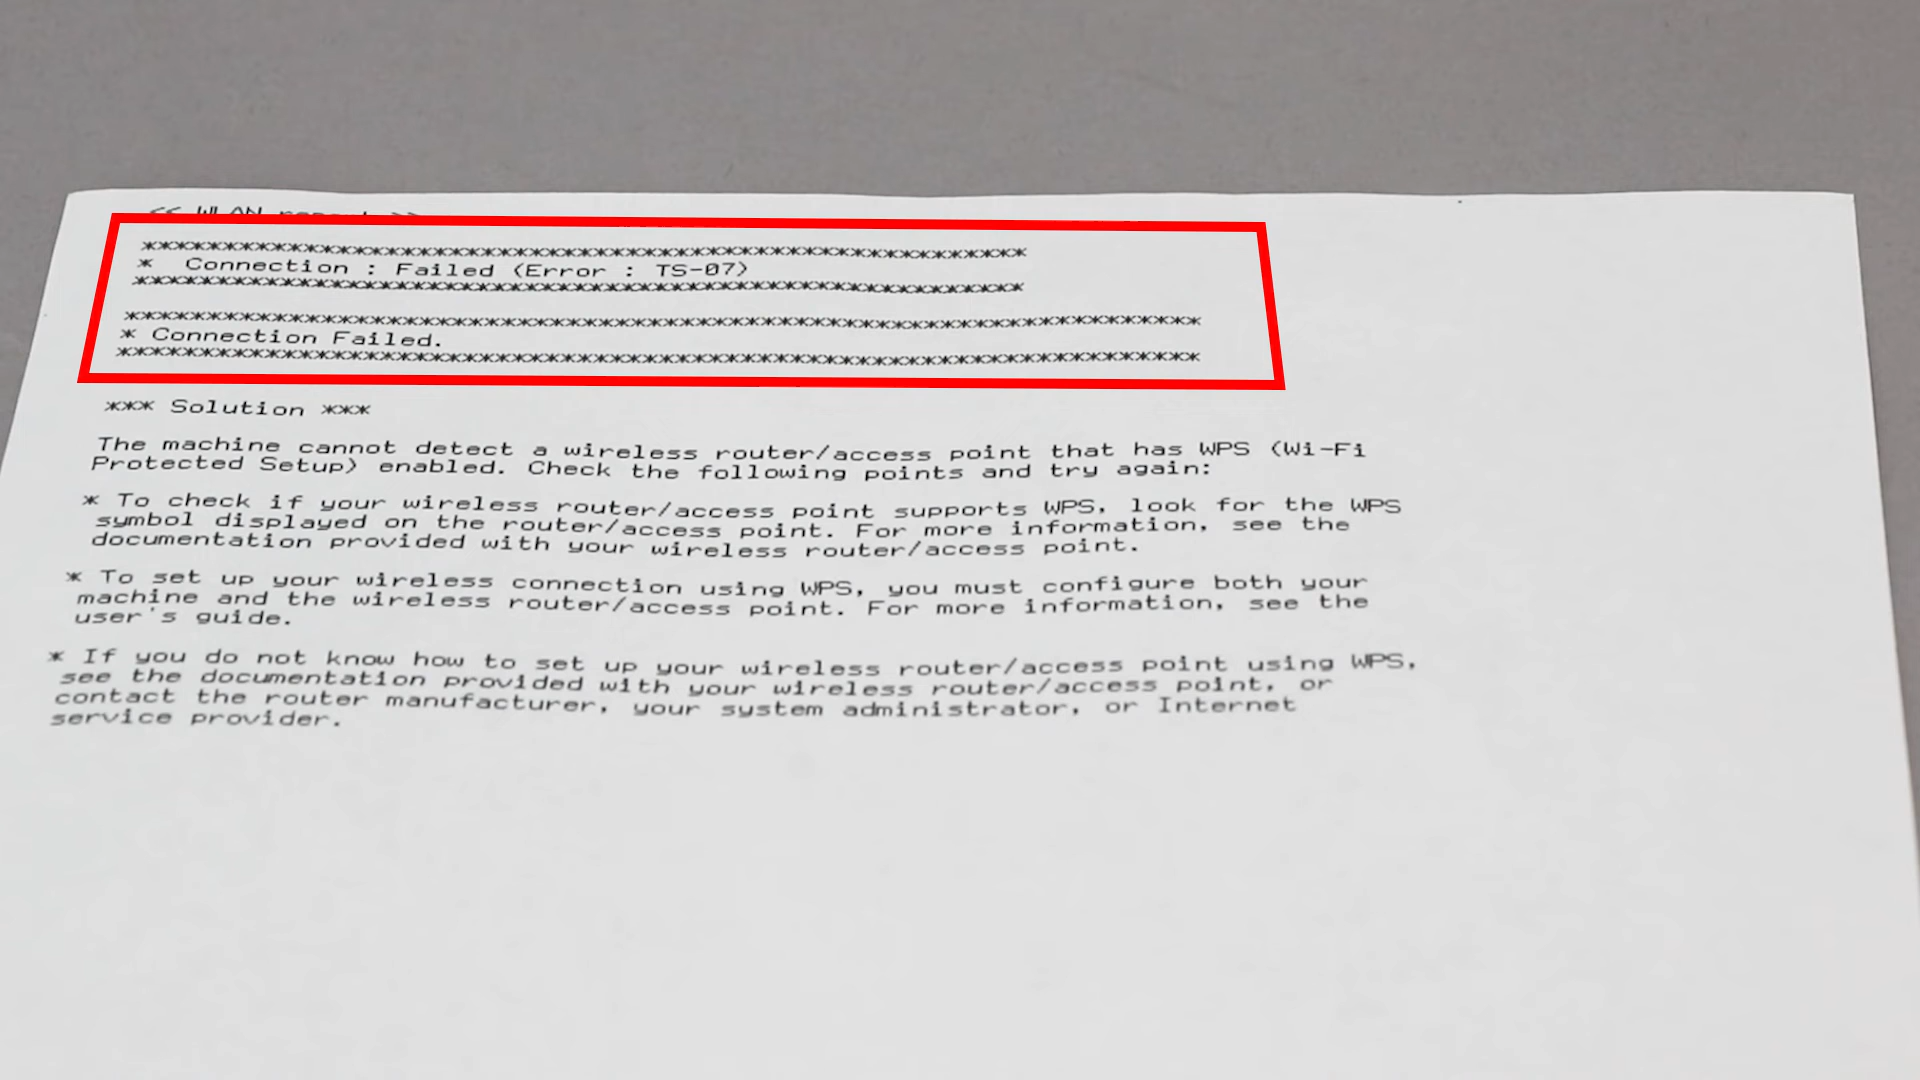 << WLAN report >>
******************************************************
*  Connection : Failed (Error : TS-07)
******************************************************
******************************************************************
* Connection Failed.
******************************************************************
*** Solution ***
The machine cannot detect a wireless router/access point that has WPS (Wi-Fi
Protected Setup) enabled. Check the following points and try again:
* To check if your wireless router/access point supports WPS, look for the WPS
symbol displayed on the router/access point. For more information, see the
documentation provided with your wireless router/access point.
* To set up your wireless connection using WPS, you must configure both your
machine and the wireless router/access point. For more information, see the
user's guide.
* If you do not know how to set up your wireless router/access point using WPS,
see the documentation provided with your wireless router/access point, or
contact the router manufacturer, your system administrator, or Internet
service provider.